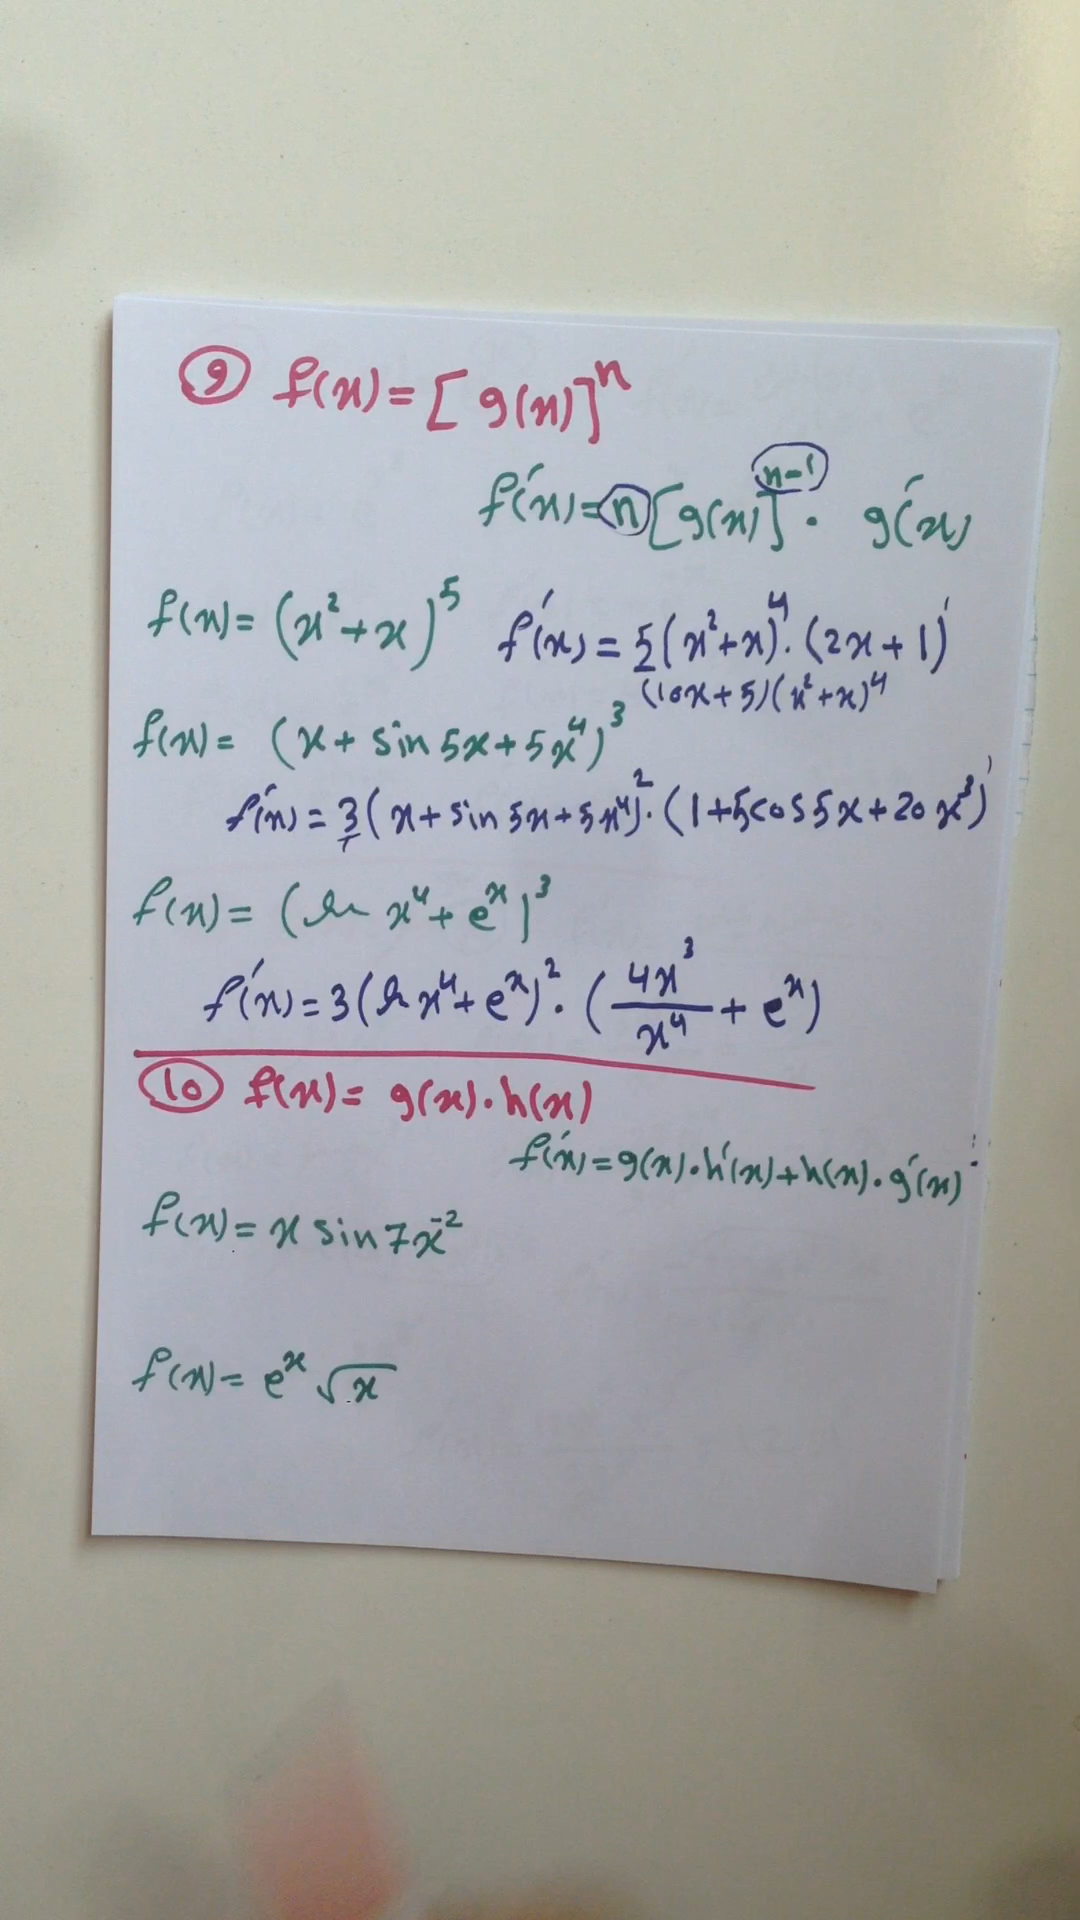 ⑨ f(x) = [g(x)]ⁿ
f'(x) = n[g(x)]ⁿ⁻¹ · g'(x)
f(x) = (x² + x)⁵ f'(x) = 5(x² + x)⁴ · (2x + 1)
(10x + 5)(x² + x)⁴
f(x) = (x + sin 5x + 5x⁴)³
f'(x) = 3(x + sin 5x + 5x⁴)² · (1 + 5cos 5x + 20x³)
f(x) = (ln x⁴ + eˣ)³
f'(x) = 3(ln x⁴ + eˣ)² · (4x³/x⁴ + eˣ)
⑩ f(x) = g(x) · h(x)
f'(x) = g(x) · h'(x) + h(x) · g'(x)
f(x) = x sin 7x⁻²
f(x) = eˣ √x